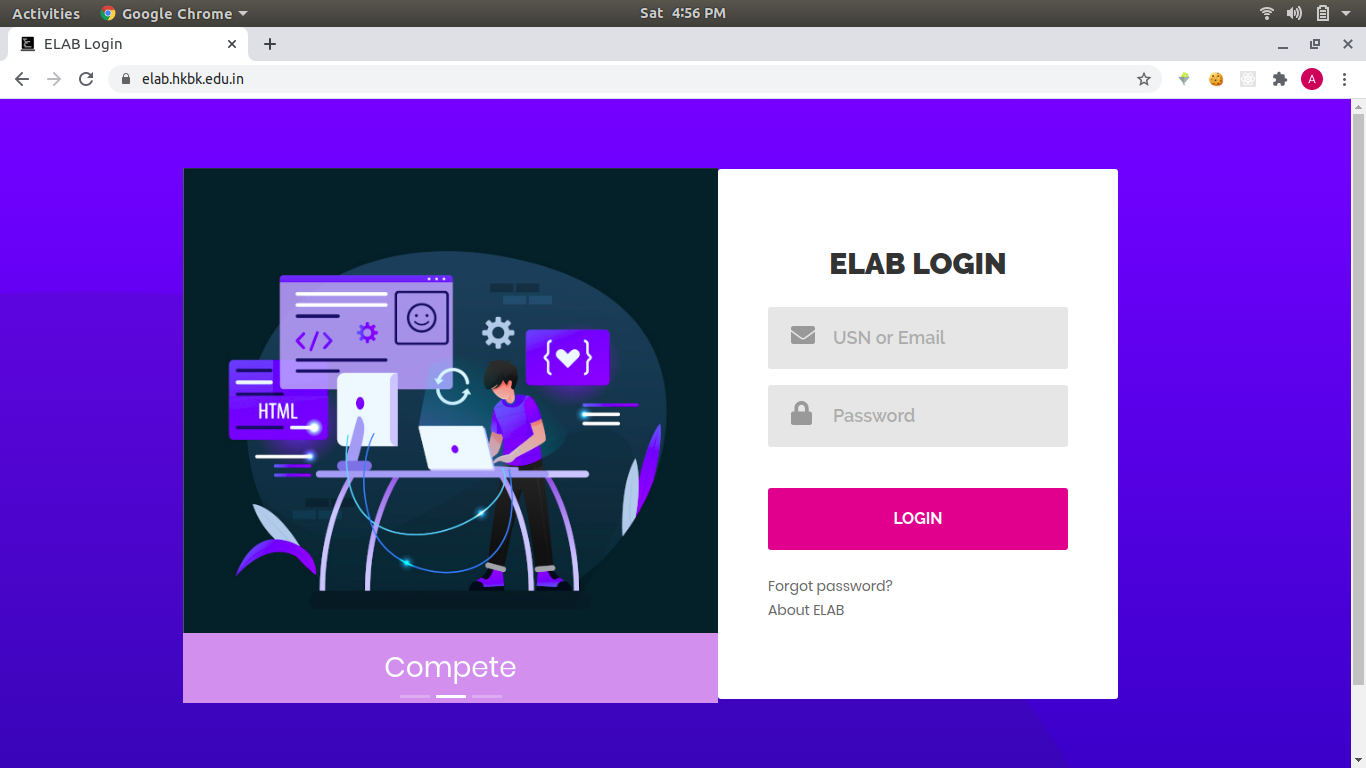 Activities Google Chrome Sat 4:56 PM
ELAB Login
elab.hkbk.edu.in A
ELAB LOGIN
USN or Email
</>
HTML
Password
LOGIN
Forgot password?
About ELAB
Compete